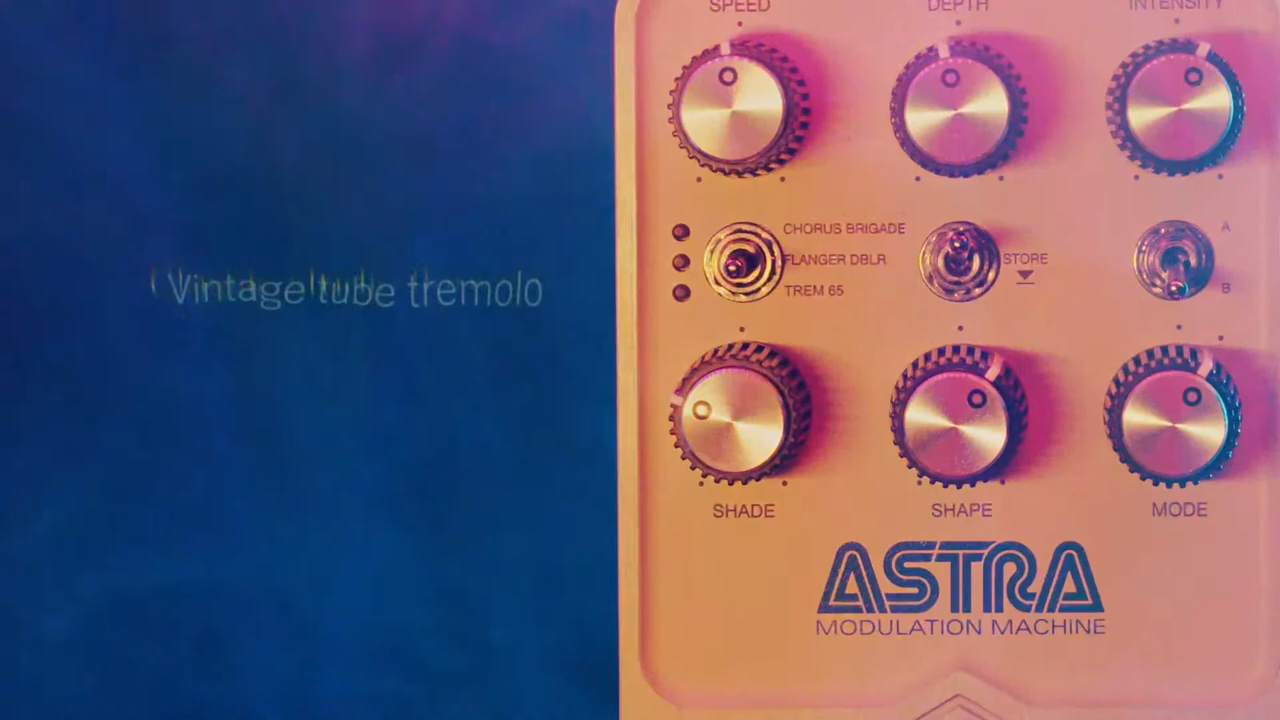 SPEED DEPTH INTENSITY
CHORUS BRIGADE A
Vintage tube tremolo FLANGER DBLR STORE
TREM 65 B
SHADE SHAPE MODE
ASTRA
MODULATION MACHINE